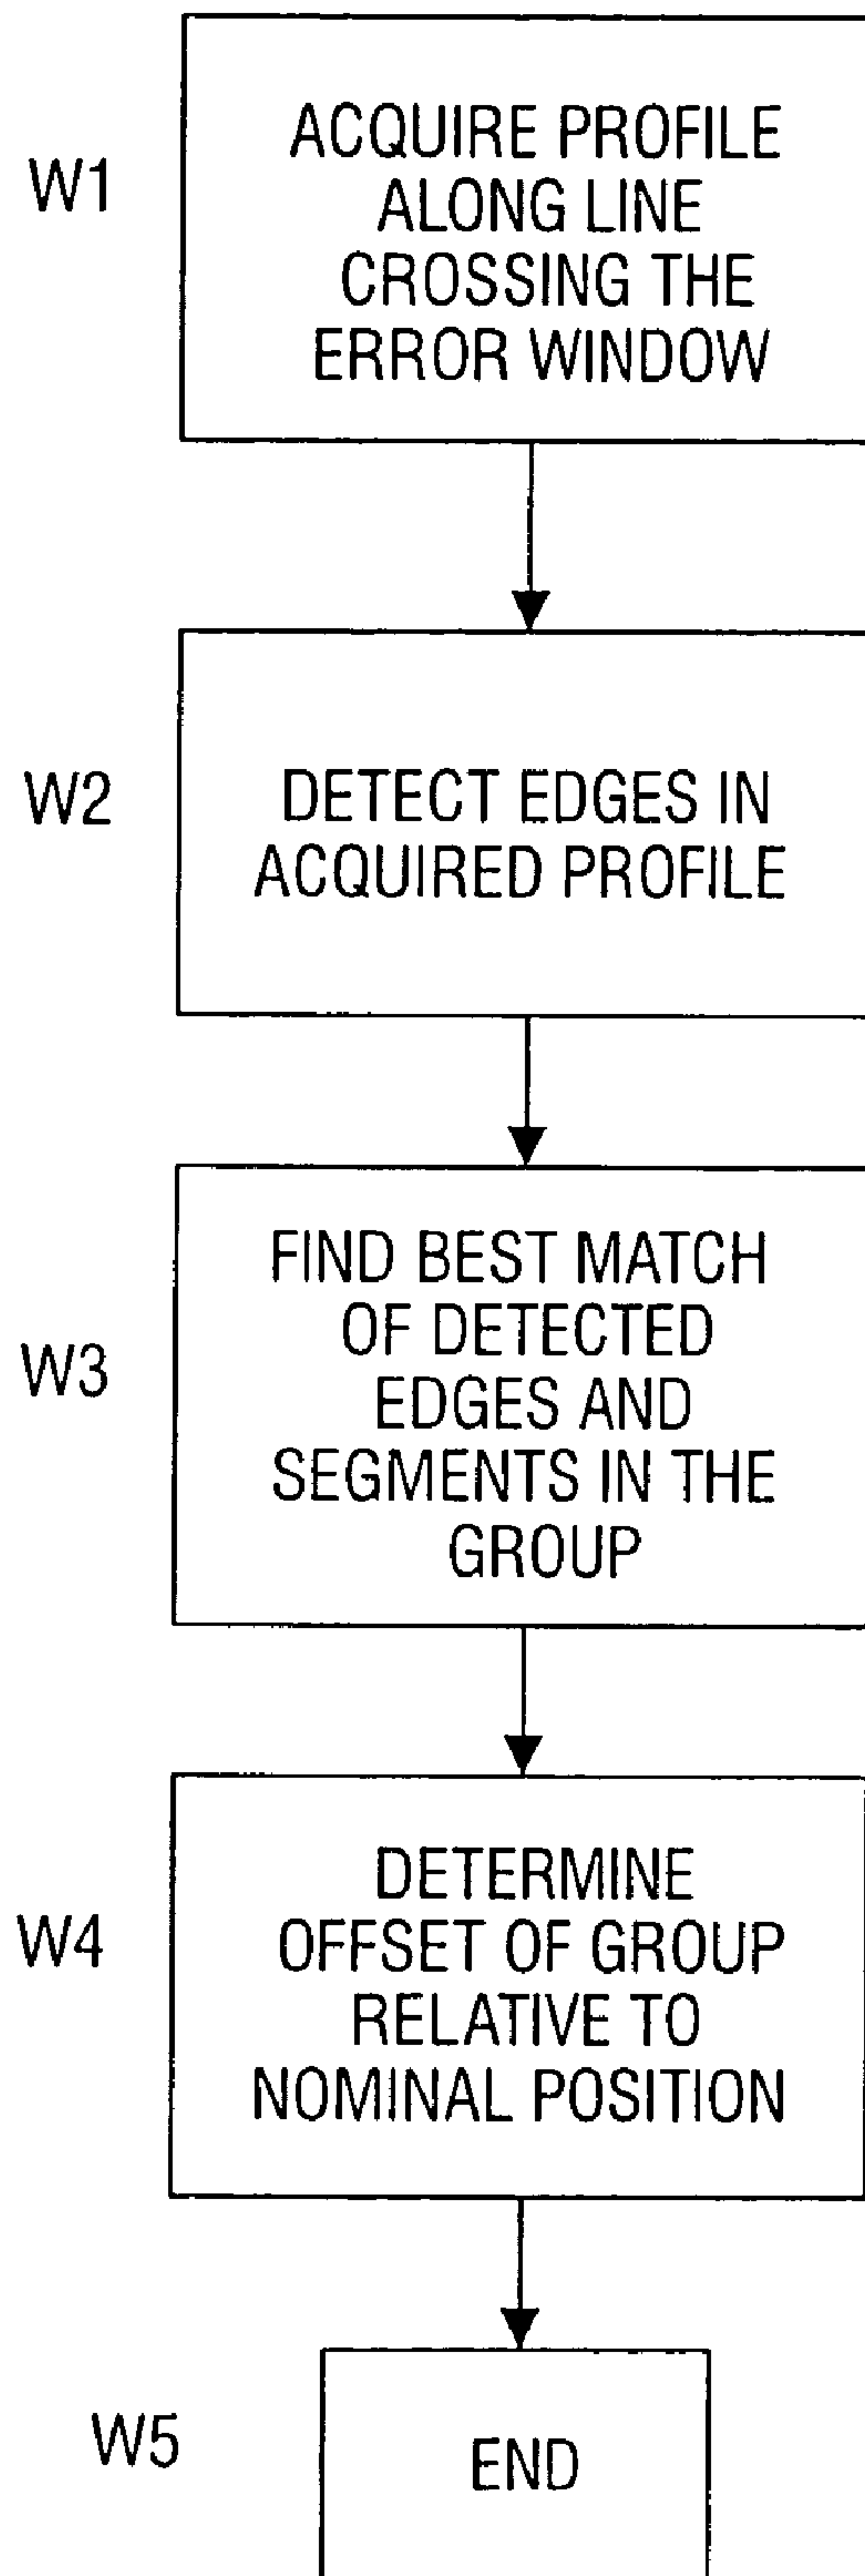 W1
ACQUIRE PROFILE
ALONG LINE
CROSSING THE
ERROR WINDOW
W2
DETECT EDGES IN
ACQUIRED PROFILE
W3
FIND BEST MATCH
OF DETECTED
EDGES AND
SEGMENTS IN THE
GROUP
W4
DETERMINE
OFFSET OF GROUP
RELATIVE TO
NOMINAL POSITION
W5
END